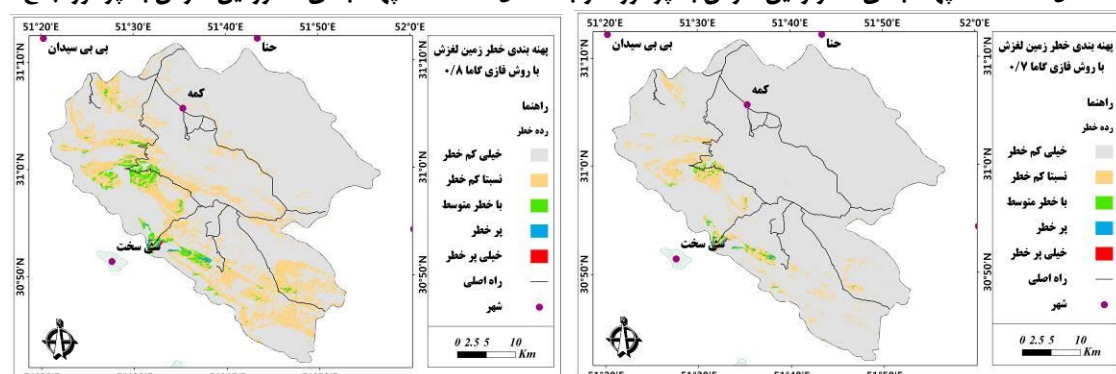 51°20' 51°30' 51°40' 52°0
بی بی سیدان
حنا
کمه
سی سخت
31°10'N
31°0'N
30°50'N
پهنه بندی خطر زمین لغزش
با روش فازی گاما ۰/۸
راهنما
رده خطر
خیلی کم خطر
نسبتا کم خطر
با خطر متوسط
پر خطر
خیلی پر خطر
راه اصلی
شهر
0 2.5 5 10
Km
51°20' 51°30' 51°40' 52°0
بی بی سیدان
حنا
کمه
سی سخت
31°10'N
31°0'N
30°50'N
پهنه بندی خطر زمین لغزش
با روش فازی گاما ۰/۷
راهنما
رده خطر
خیلی کم خطر
نسبتا کم خطر
با خطر متوسط
پر خطر
خیلی پر خطر
راه اصلی
شهر
0 2.5 5 10
Km